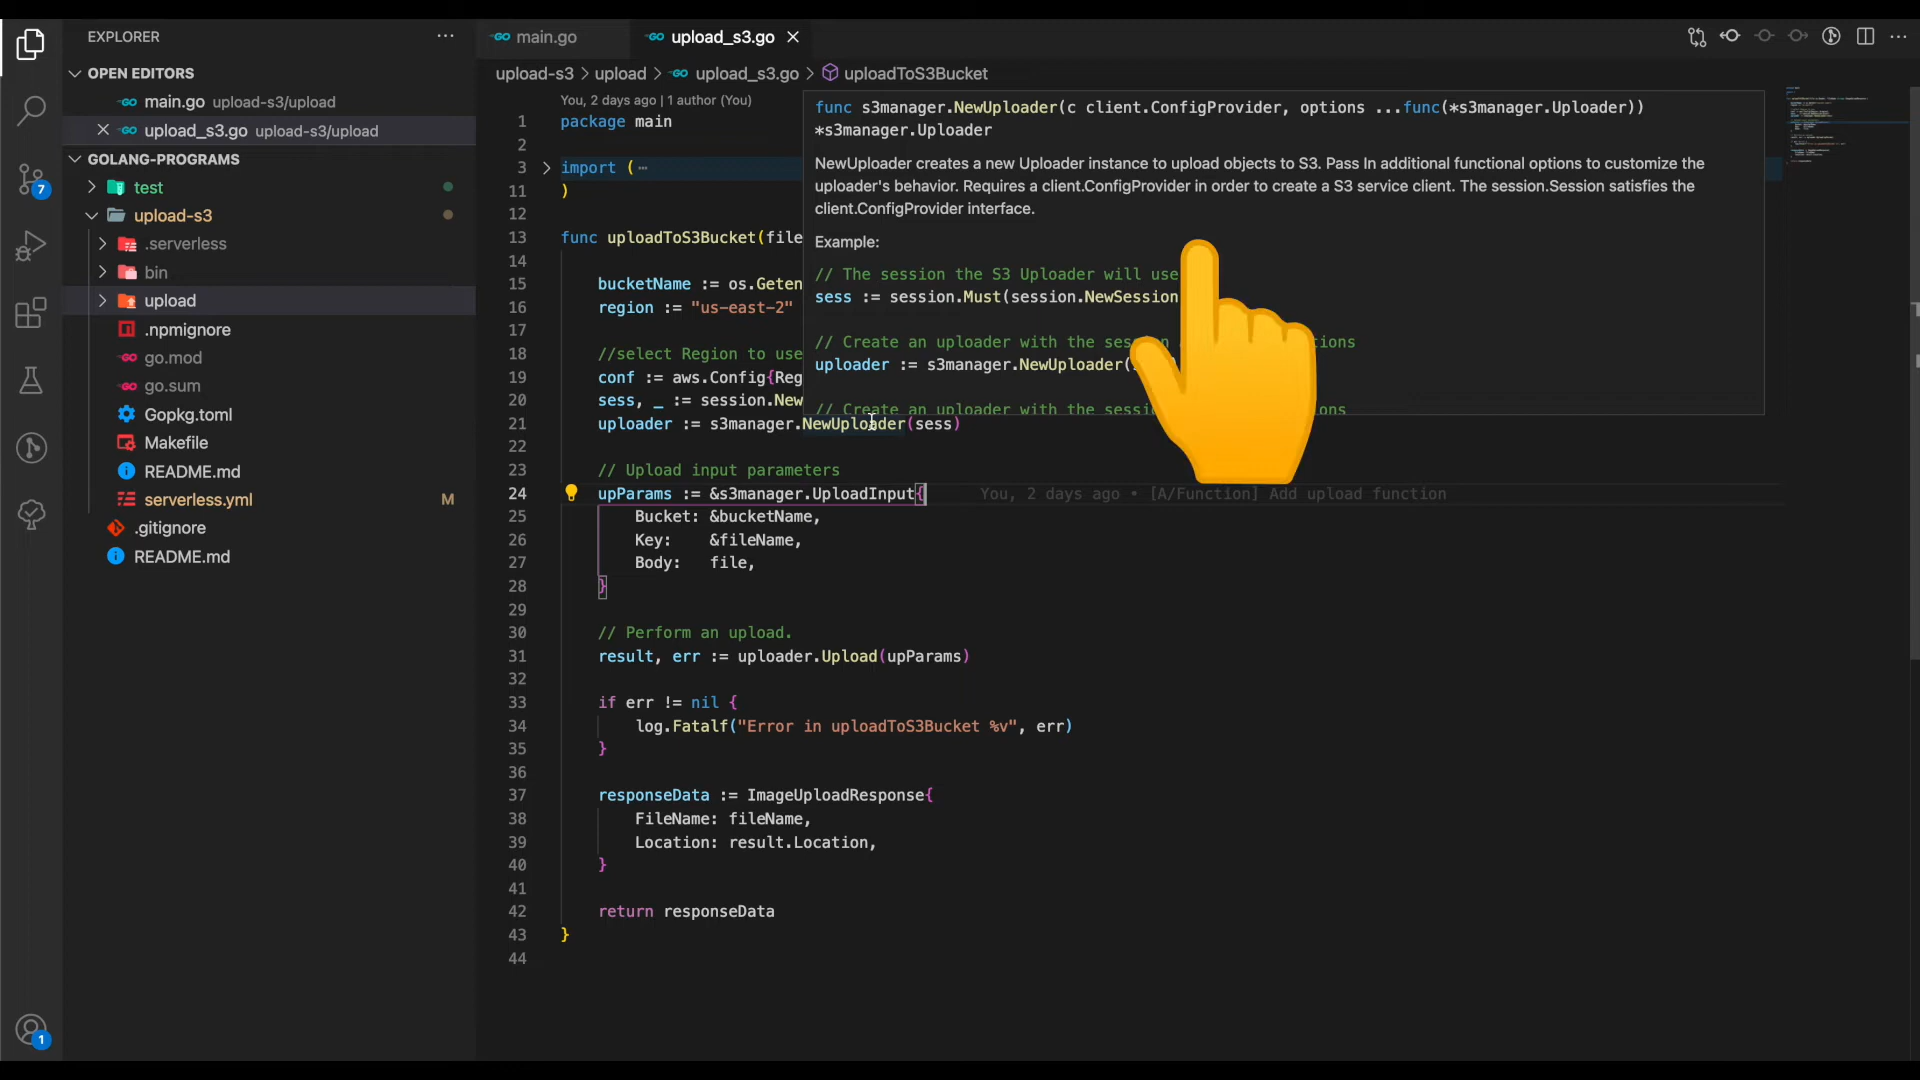 EXPLORER
OPEN EDITORS
main.go upload-s3/upload
upload_s3.go upload-s3/upload
GOLANG-PROGRAMS
test
upload-s3
.serverless
bin
upload
.npmignore
go.mod
go.sum
Gopkg.toml
Makefile
README.md
serverless.yml M
.gitignore
README.md
7
1
main.go
upload_s3.go
upload-s3 > upload > upload_s3.go > uploadToS3Bucket
You, 2 days ago | 1 author (You)
1 package main
2
3 import (
11 )
12
13 func uploadToS3Bucket(file
14
15 bucketName := os.Geten
16 region := "us-east-2"
17
18 //select Region to use
19 conf := aws.Config{Reg
20 sess, _ := session.New
21 uploader := s3manager.NewUploader(sess)
22
23 // Upload input parameters
24 upParams := &s3manager.UploadInput{ You, 2 days ago • [A/Function] Add upload function
25 Bucket: &bucketName,
26 Key: &fileName,
27 Body: file,
28 }
29
30 // Perform an upload.
31 result, err := uploader.Upload(upParams)
32
33 if err != nil {
34 log.Fatalf("Error in uploadToS3Bucket %v", err)
35 }
36
37 responseData := ImageUploadResponse{
38 FileName: fileName,
39 Location: result.Location,
40 }
41
42 return responseData
43 }
44
func s3manager.NewUploader(c client.ConfigProvider, options ...func(*s3manager.Uploader))
*s3manager.Uploader
NewUploader creates a new Uploader instance to upload objects to S3. Pass In additional functional options to customize the
uploader's behavior. Requires a client.ConfigProvider in order to create a S3 service client. The session.Session satisfies the
client.ConfigProvider interface.
Example:
// The session the S3 Uploader will use
sess := session.Must(session.NewSession
// Create an uploader with the
uploader := s3manager.NewUploader(
// Create an uploader with the